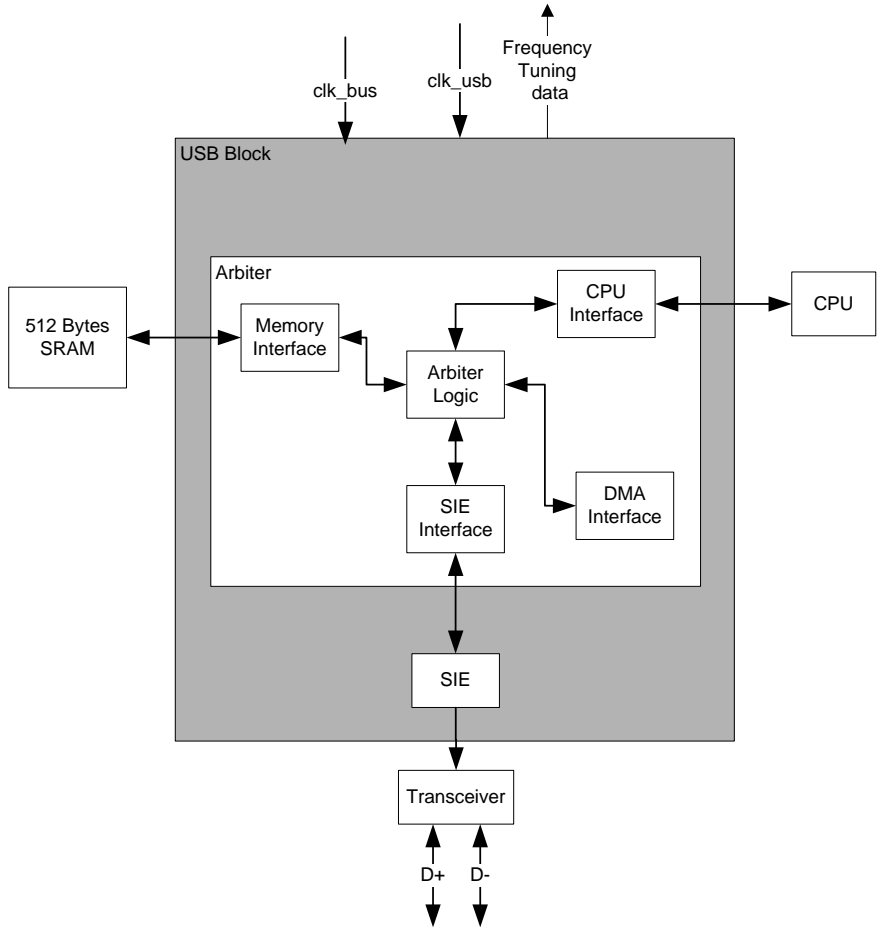 Frequency
Tuning
data
clk_usb
clk_bus
USB Block
Arbiter
CPU
Interface
CPU
512 Bytes
SRAM
Memory
Interface
Arbiter
Logic
SIE
Interface
DMA
Interface
SIE
Transceiver
D+
D-